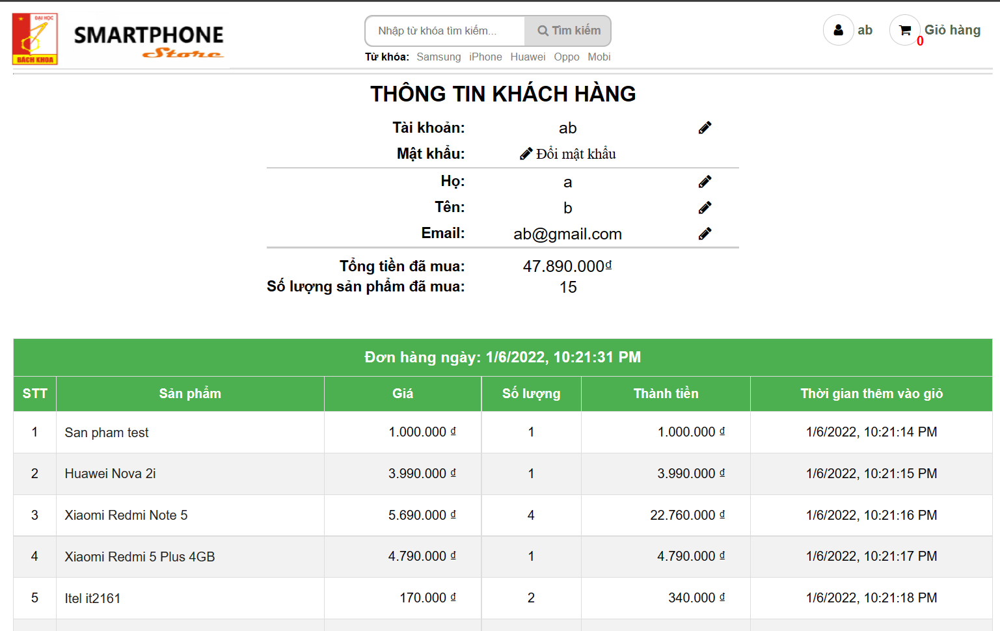 ĐẠI HỌC
BÁCH KHOA
SMARTPHONE
Store
Nhập từ khóa tìm kiếm...
Tìm kiếm
Từ khóa: Samsung iPhone Huawei Oppo Mobi
ab
0
Giỏ hàng
THÔNG TIN KHÁCH HÀNG
Tài khoản: ab
Mật khẩu: Đổi mật khẩu
Họ: a
Tên: b
Email: ab@gmail.com
Tổng tiền đã mua: 47.890.000₫
Số lượng sản phẩm đã mua: 15
Đơn hàng ngày: 1/6/2022, 10:21:31 PM
STT Sản phẩm Giá Số lượng Thành tiền Thời gian thêm vào giỏ
1 San pham test 1.000.000 ₫ 1 1.000.000 ₫ 1/6/2022, 10:21:14 PM
2 Huawei Nova 2i 3.990.000 ₫ 1 3.990.000 ₫ 1/6/2022, 10:21:15 PM
3 Xiaomi Redmi Note 5 5.690.000 ₫ 4 22.760.000 ₫ 1/6/2022, 10:21:16 PM
4 Xiaomi Redmi 5 Plus 4GB 4.790.000 ₫ 1 4.790.000 ₫ 1/6/2022, 10:21:17 PM
5 Itel it2161 170.000 ₫ 2 340.000 ₫ 1/6/2022, 10:21:18 PM